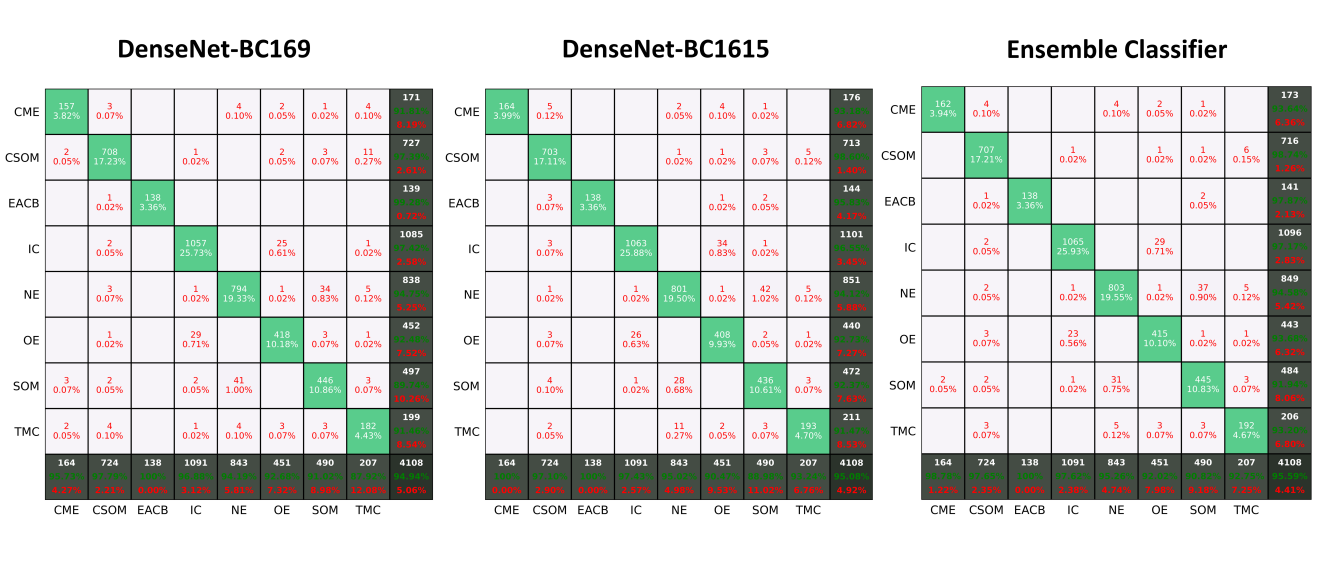 DenseNet-BC169 DenseNet-BC1615 Ensemble Classifier
CME 157 3 4 2 1 4 171
3.82% 0.07% 0.10% 0.05% 0.02% 0.10%
CSOM 2 708 1 2 3 11 727
0.05% 17.23% 0.02% 0.05% 0.07% 0.27%
EACB 1 138 139
0.02% 3.36%
IC 2 1057 25 1 1085
0.05% 25.73% 0.61% 0.02%
NE 3 1 794 1 34 5 838
0.07% 0.02% 19.33% 0.02% 0.83% 0.12%
OE 1 29 418 3 1 452
0.02% 0.71% 10.18% 0.07% 0.02%
SOM 3 2 2 41 446 3 497
0.07% 0.05% 0.05% 1.00% 10.86% 0.07%
TMC 2 4 1 4 3 3 182 199
0.05% 0.10% 0.02% 0.10% 0.07% 0.07% 4.43%
164 724 138 1091 843 451 490 207 4108
94.94%
5.06%
CME CSOM EACB IC NE OE SOM TMC
CME 164 5 2 4 1 176
3.99% 0.12% 0.05% 0.10% 0.02%
CSOM 703 1 1 3 5 713
17.11% 0.02% 0.02% 0.07% 0.12%
EACB 3 138 1 2 144
0.07% 3.36% 0.02% 0.05%
IC 3 1063 34 1 1101
0.07% 25.88% 0.83% 0.02%
NE 1 1 801 1 42 5 851
0.02% 0.02% 19.50% 0.02% 1.02% 0.12%
OE 3 26 408 2 1 440
0.07% 0.63% 9.93% 0.05% 0.02%
SOM 4 1 28 436 3 472
0.10% 0.02% 0.68% 10.61% 0.07%
TMC 2 11 2 3 193 211
0.05% 0.27% 0.05% 0.07% 4.70%
164 724 138 1091 843 451 490 207 4108
95.08%
4.92%
CME CSOM EACB IC NE OE SOM TMC
CME 162 4 4 2 1 173
3.94% 0.10% 0.10% 0.05% 0.02%
CSOM 707 1 1 1 6 716
17.21% 0.02% 0.02% 0.02% 0.15%
EACB 1 138 2 141
0.02% 3.36% 0.05%
IC 2 1065 29 1096
0.05% 25.93% 0.71%
NE 2 1 803 1 37 5 849
0.05% 0.02% 19.55% 0.02% 0.90% 0.12%
OE 3 23 415 1 1 443
0.07% 0.56% 10.10% 0.02% 0.02%
SOM 2 2 1 31 445 3 484
0.05% 0.05% 0.02% 0.75% 10.83% 0.07%
TMC 3 5 3 3 192 206
0.07% 0.12% 0.07% 0.07% 4.67%
164 724 138 1091 843 451 490 207 4108
95.59%
4.41%
CME CSOM EACB IC NE OE SOM TMC